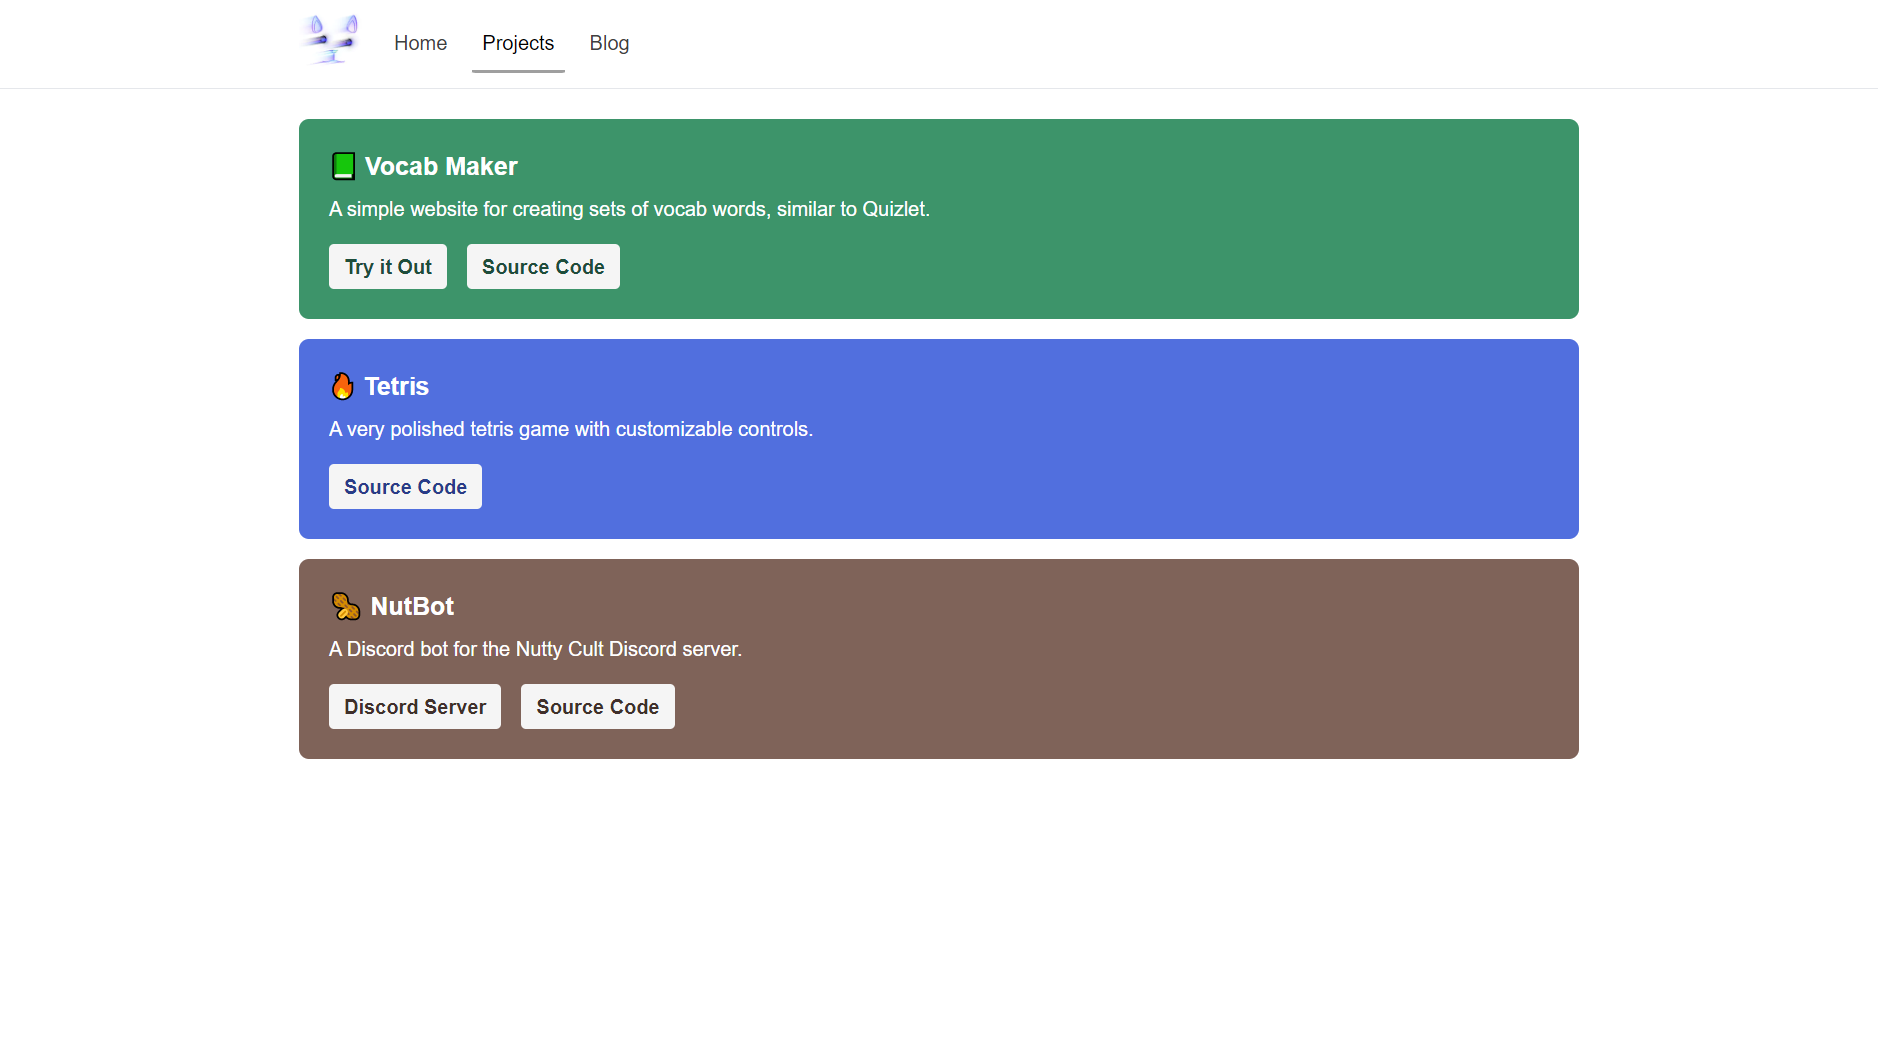 Home Projects Blog
Vocab Maker
A simple website for creating sets of vocab words, similar to Quizlet.
Try it Out Source Code
Tetris
A very polished tetris game with customizable controls.
Source Code
NutBot
A Discord bot for the Nutty Cult Discord server.
Discord Server Source Code